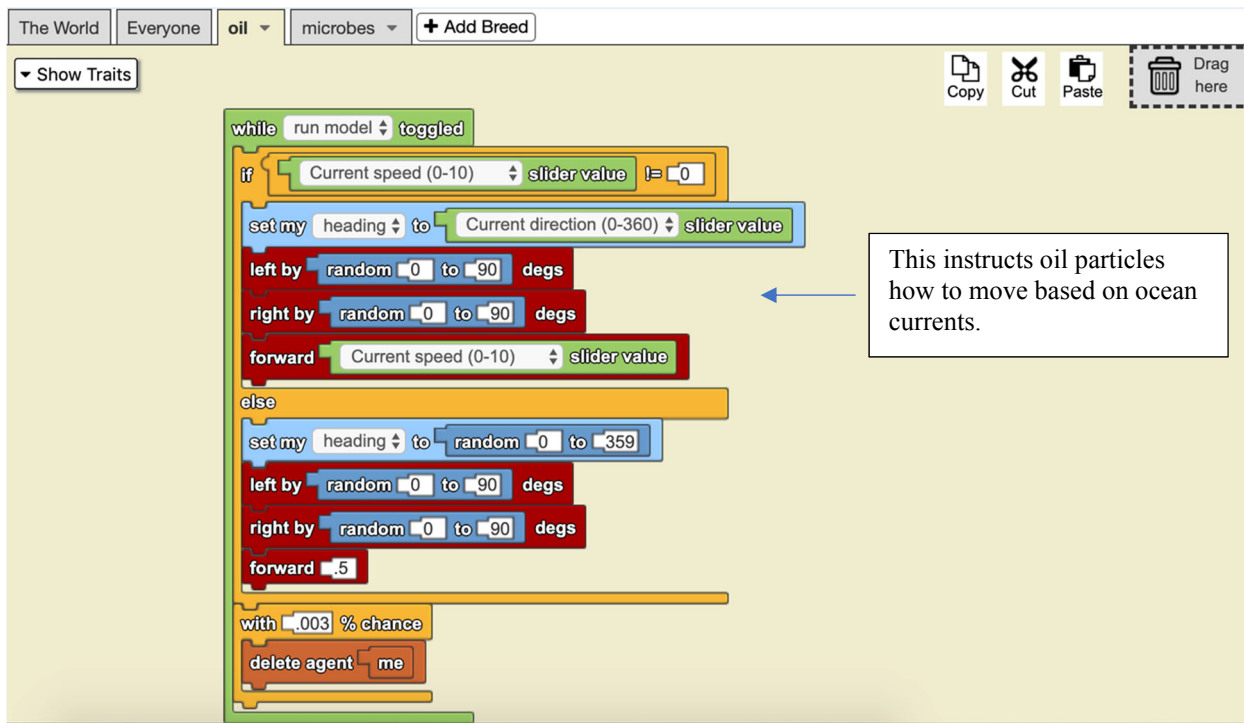 The World Everyone oil microbes + Add Breed
Show Traits
Copy Cut Paste Drag here
while run model toggled
if Current speed (0-10) slider value != 0
set my heading to Current direction (0-360) slider value
left by random 0 to 90 degs
right by random 0 to 90 degs
forward Current speed (0-10) slider value
else
set my heading to random 0 to 359
left by random 0 to 90 degs
right by random 0 to 90 degs
forward .5
with .003 % chance
delete agent me
This instructs oil particles
how to move based on ocean
currents.